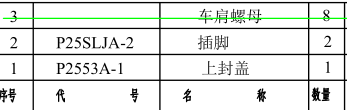 3 车肩螺母 8
2 P25SLJA-2 插脚 2
1 P2553A-1 上封盖 1
序号 代号 名称 数量